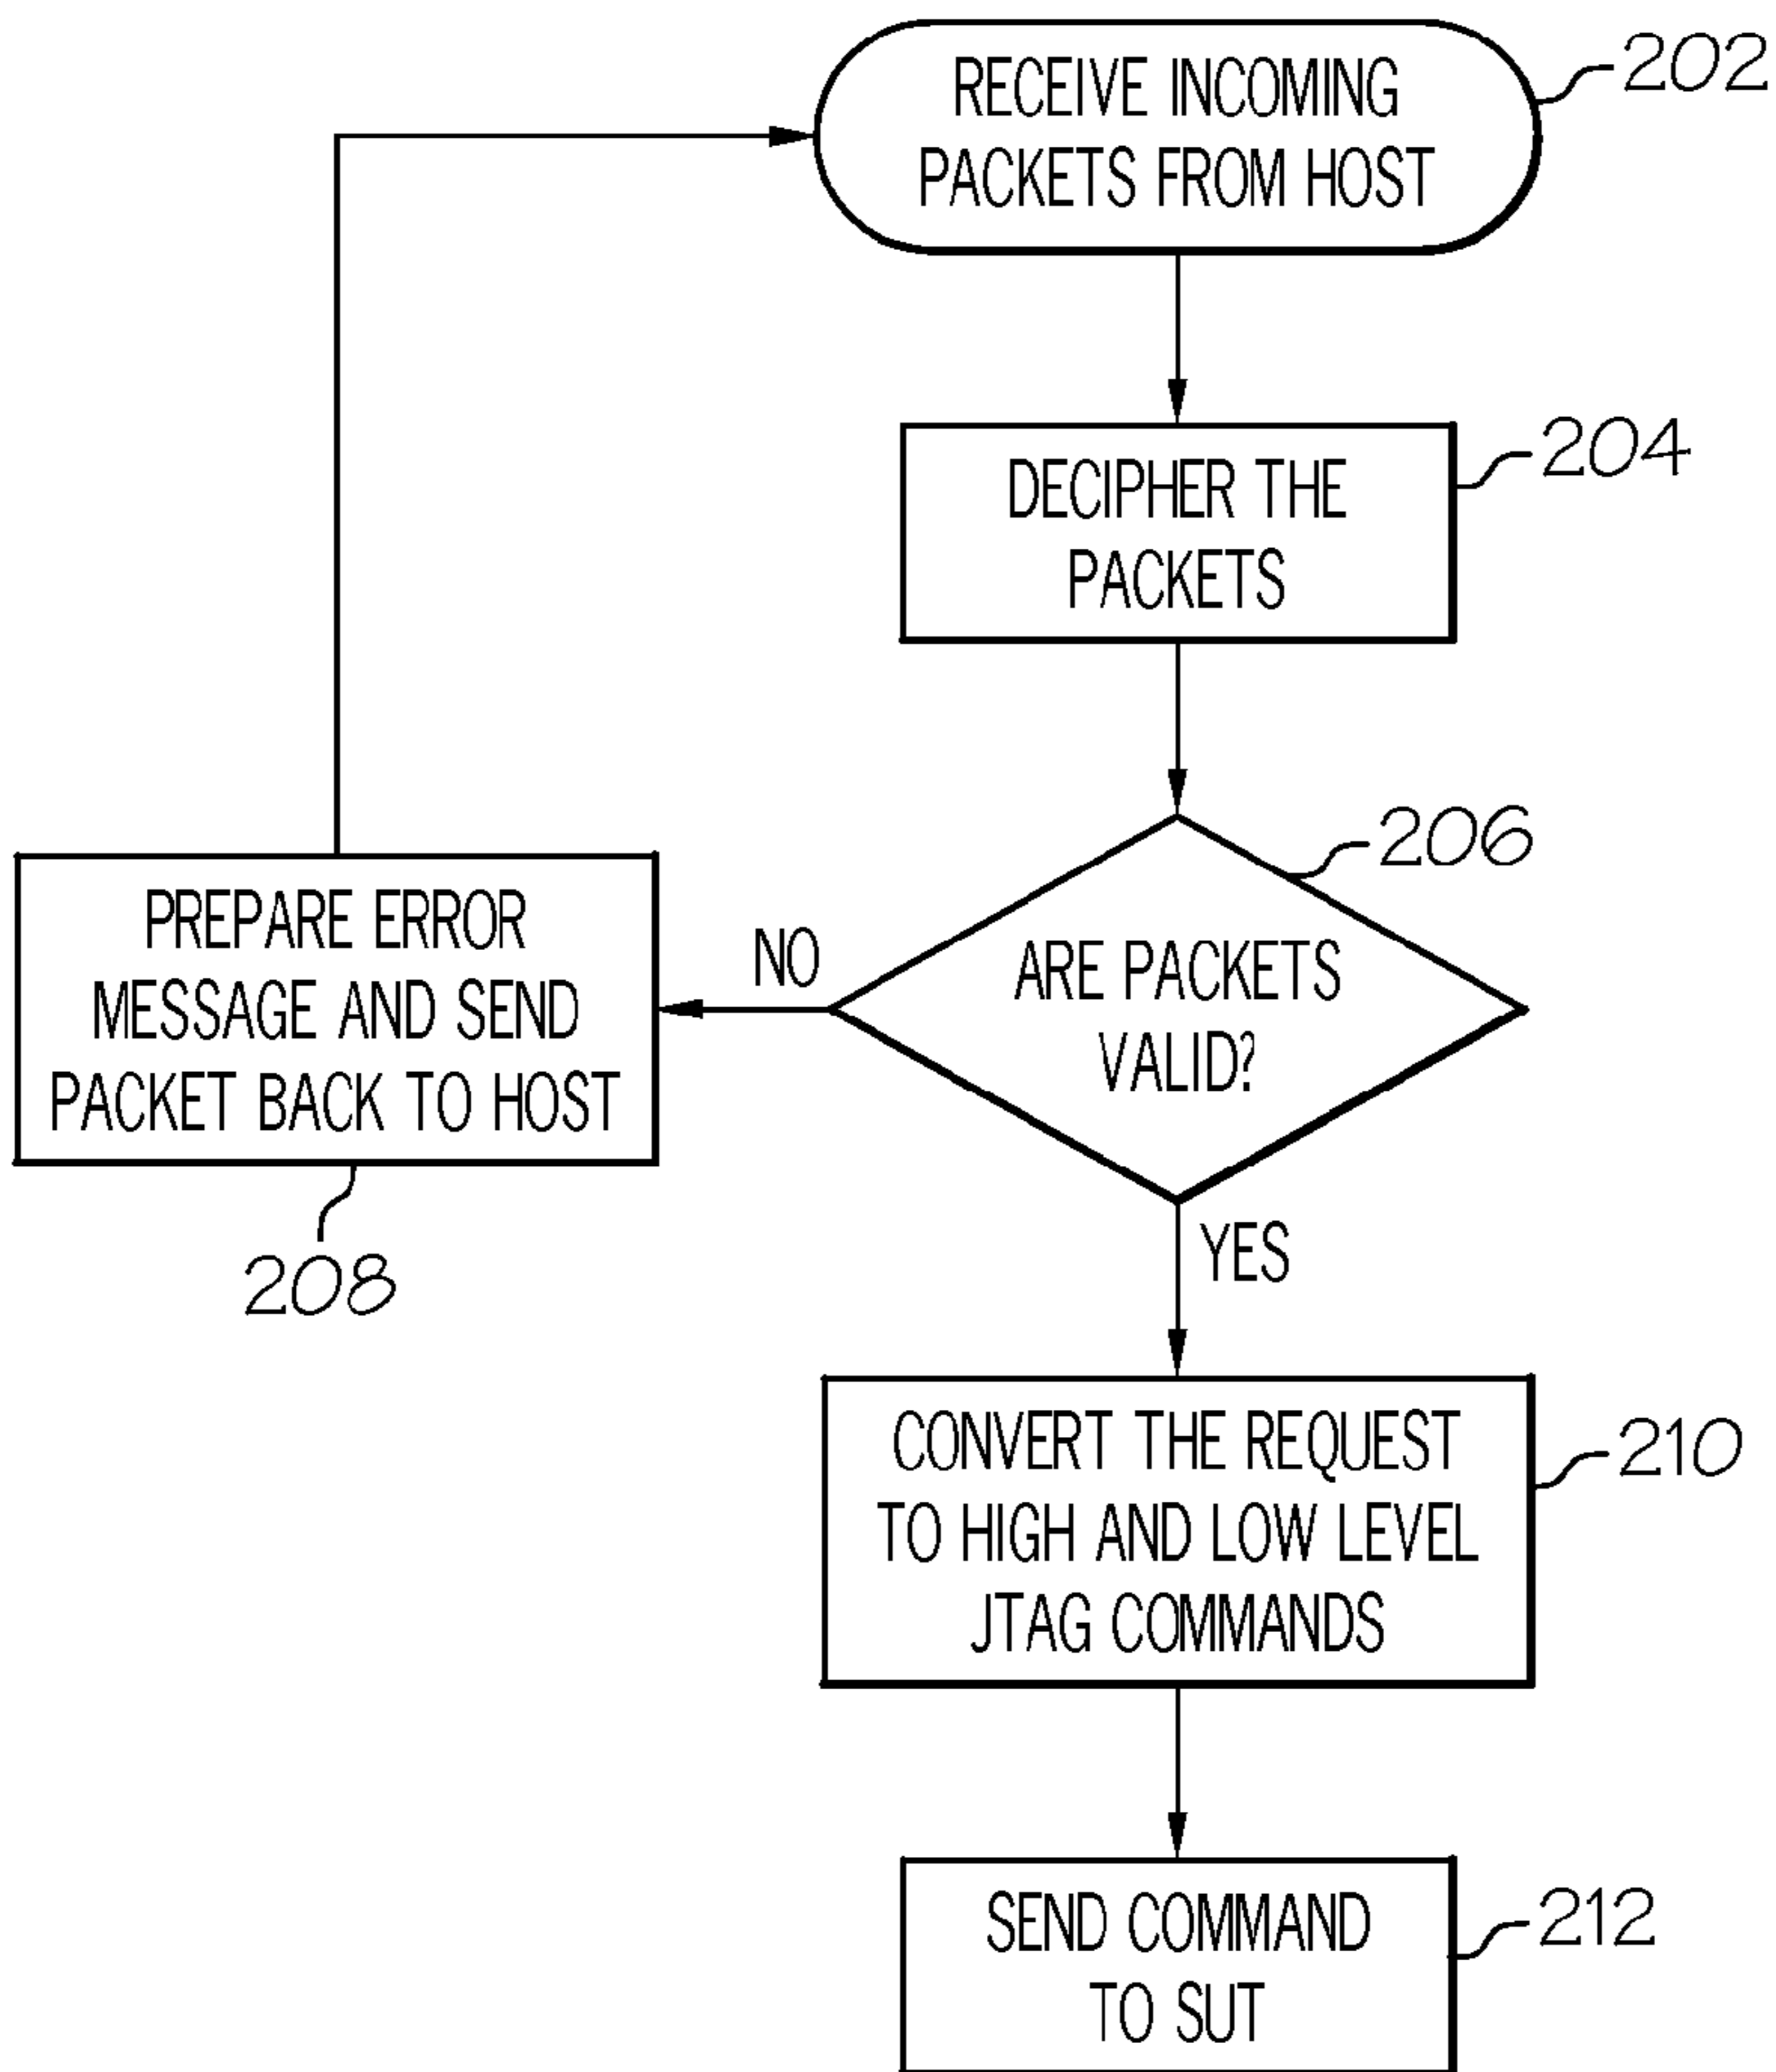 RECEIVE INCOMING
PACKETS FROM HOST
202
DECIPHER THE
PACKETS
204
206
ARE PACKETS
VALID?
NO
PREPARE ERROR
MESSAGE AND SEND
PACKET BACK TO HOST
208
YES
CONVERT THE REQUEST
TO HIGH AND LOW LEVEL
JTAG COMMANDS
210
SEND COMMAND
TO SUT
212